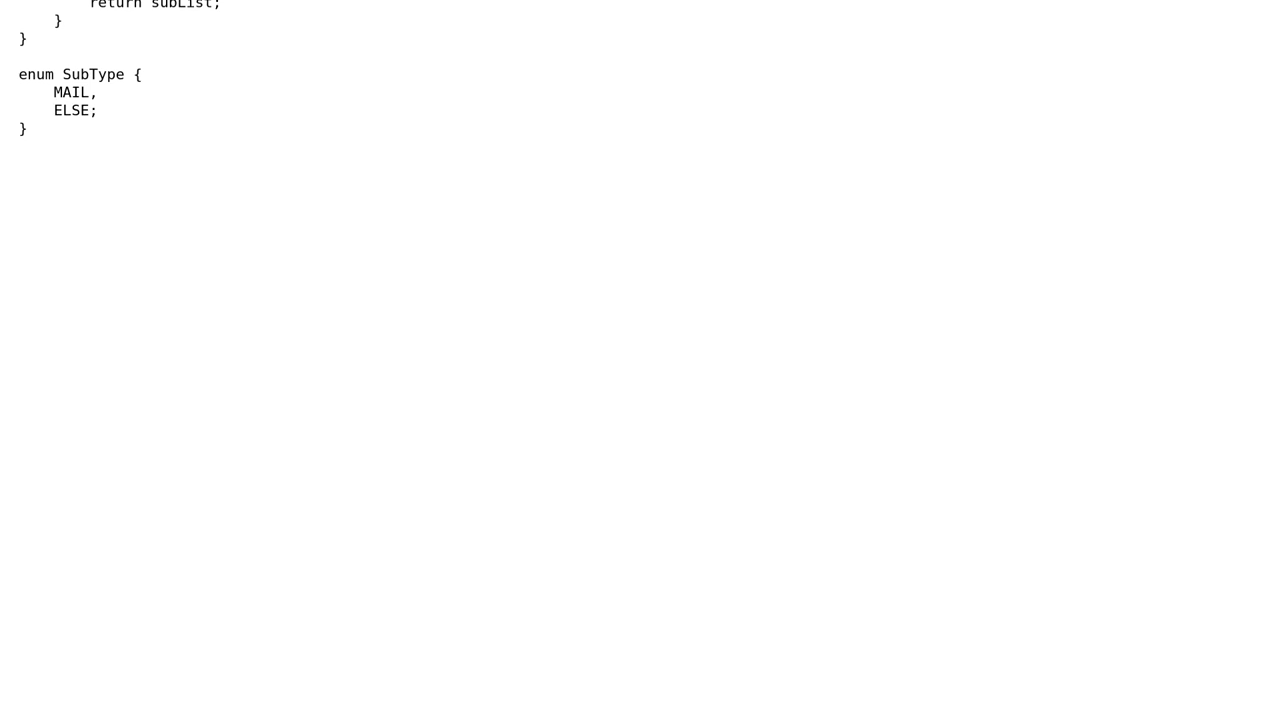 return subList;
    }
}

enum SubType {
    MAIL,
    ELSE;
}